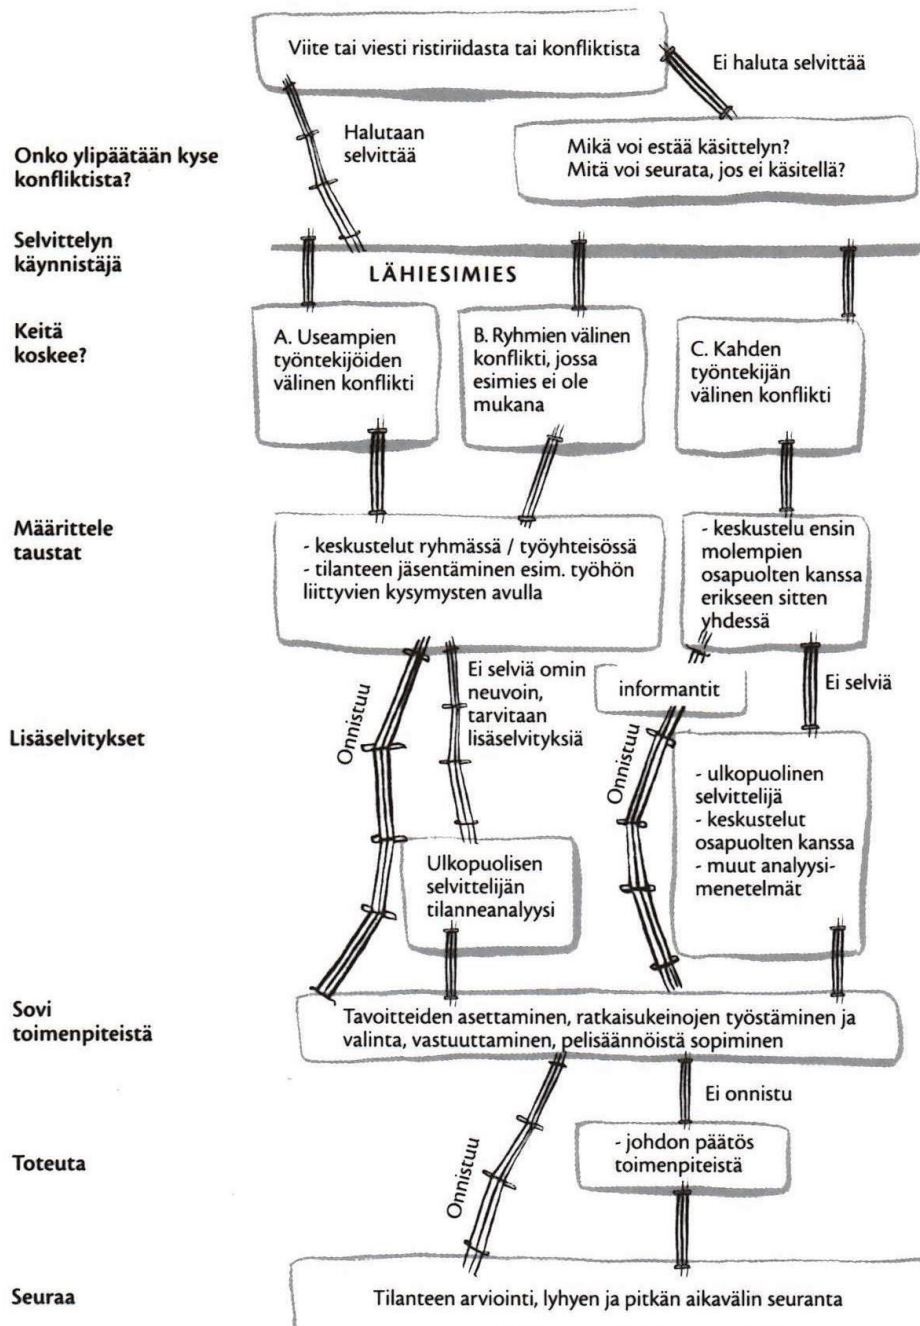 Viite tai viesti ristiriidasta tai konfliktista
Ei haluta selvittää
Halutaan
selvittää
Mikä voi estää käsittelyn?
Mitä voi seurata, jos ei käsitellä?
Onko ylipäätään kyse
konfliktista?
Selvittelyn
käynnistäjä
LÄHIESIMIES
Keitä
koskee?
A. Useampien
työntekijöiden
välinen konflikti
B. Ryhmien välinen
konflikti, jossa
esimies ei ole
mukana
C. Kahden
työntekijän
välinen konflikti
Määrittele
taustat
- keskustelut ryhmässä / työyhteisössä
- tilanteen jäsentäminen esim. työhön
liittyvien kysymysten avulla
- keskustelu ensin
molempien
osapuolten kanssa
erikseen sitten
yhdessä
Onnistuu
Ei selviä omin
neuvoin,
tarvitaan
lisäselvityksiä
informantit
Ei selviä
Lisäselvitykset
Onnistuu
- ulkopuolinen
selvittelijä
- keskustelut
osapuolten kanssa
- muut analyysi-
menetelmät
Ulkopuolisen
selvittelijän
tilanneanalyysi
Sovi
toimenpiteistä
Tavoitteiden asettaminen, ratkaisukeinojen työstäminen ja
valinta, vastuuttaminen, pelisäännöistä sopiminen
Ei onnistu
Onnistuu
Toteuta
- johdon päätös
toimenpiteistä
Seuraa
Tilanteen arviointi, lyhyen ja pitkän aikavälin seuranta